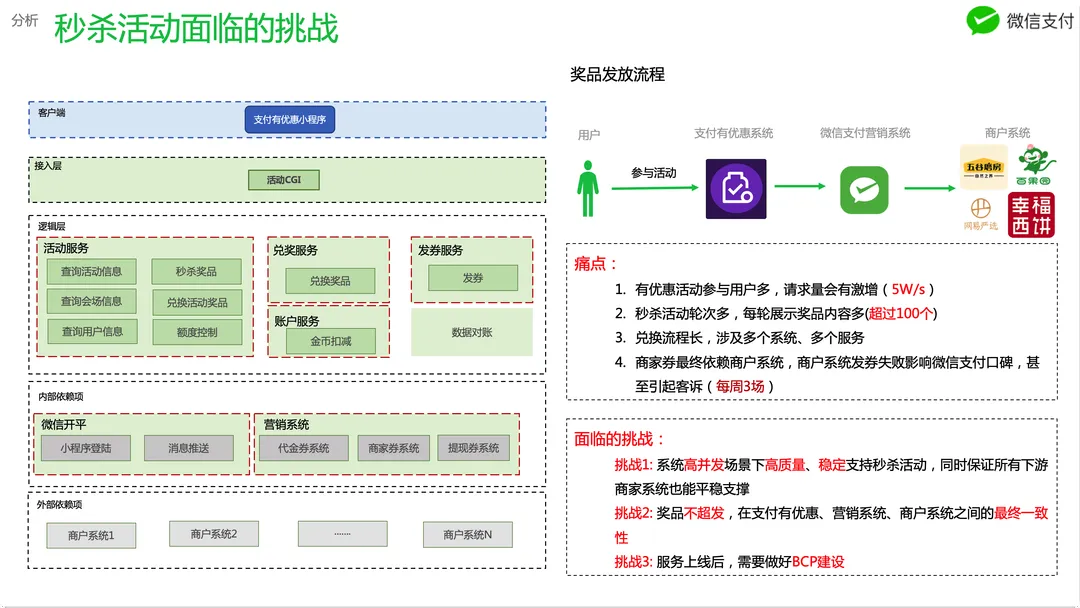 分析
秒杀活动面临的挑战
微信支付
客户端
支付有优惠小程序
接入层
活动CGI
逻辑层
活动服务
查询活动信息
秒杀奖品
查询会场信息
兑换活动奖品
查询用户信息
额度控制
兑奖服务
兑换奖品
账户服务
金币扣减
发券服务
发券
数据对账
内部依赖项
微信开平
小程序登陆
消息推送
营销系统
代金券系统
商家券系统
提现券系统
外部依赖项
商户系统1
商户系统2
.......
商户系统N
奖品发放流程
用户
支付有优惠系统
微信支付营销系统
商户系统
参与活动
五谷磨房
自然之养
百果园
网易严选
幸福
西饼
痛点：
1. 有优惠活动参与用户多，请求量会有激增（5W/s）
2. 秒杀活动轮次多，每轮展示奖品内容多(超过100个)
3. 兑换流程长，涉及多个系统、多个服务
4. 商家券最终依赖商户系统，商户系统发券失败影响微信支付口碑，甚
至引起客诉（每周3场）
面临的挑战：
挑战1: 系统高并发场景下高质量、稳定支持秒杀活动，同时保证所有下游
商家系统也能平稳支撑
挑战2: 奖品不超发，在支付有优惠、营销系统、商户系统之间的最终一致
性
挑战3: 服务上线后，需要做好BCP建设